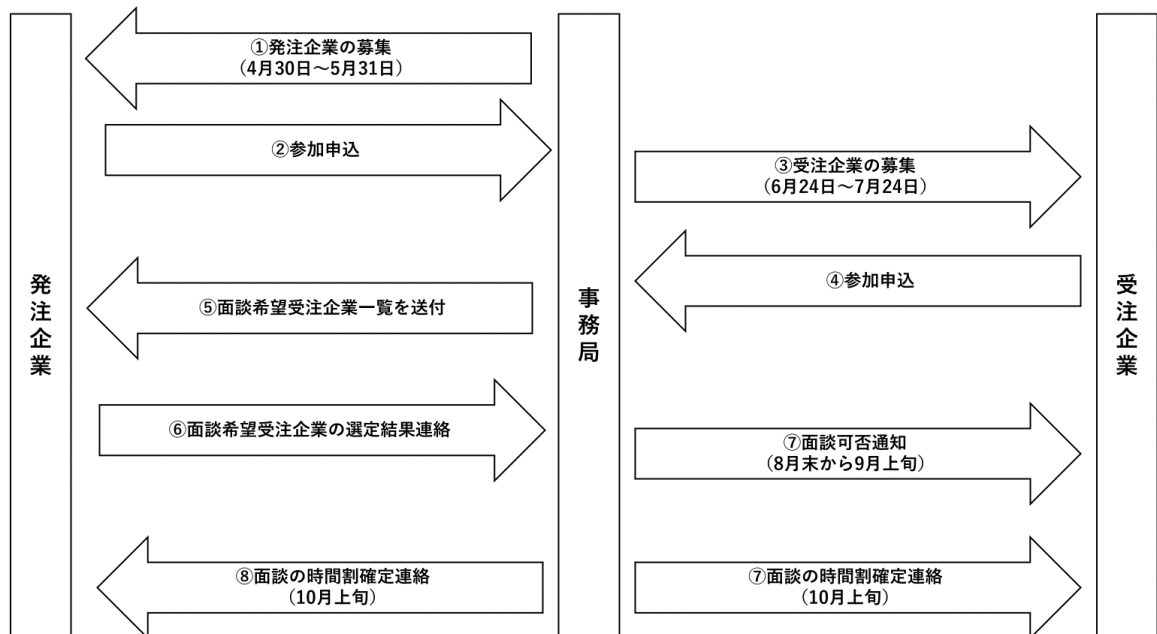 ①発注企業の募集
（4月30日～5月31日）
②参加申込
③受注企業の募集
（6月24日～7月24日）
④参加申込
⑤面談希望受注企業一覧を送付
発注企業
事務局
受注企業
⑥面談希望受注企業の選定結果連絡
⑦面談可否通知
（8月末から9月上旬）
⑧面談の時間割確定連絡
（10月上旬）
⑦面談の時間割確定連絡
（10月上旬）